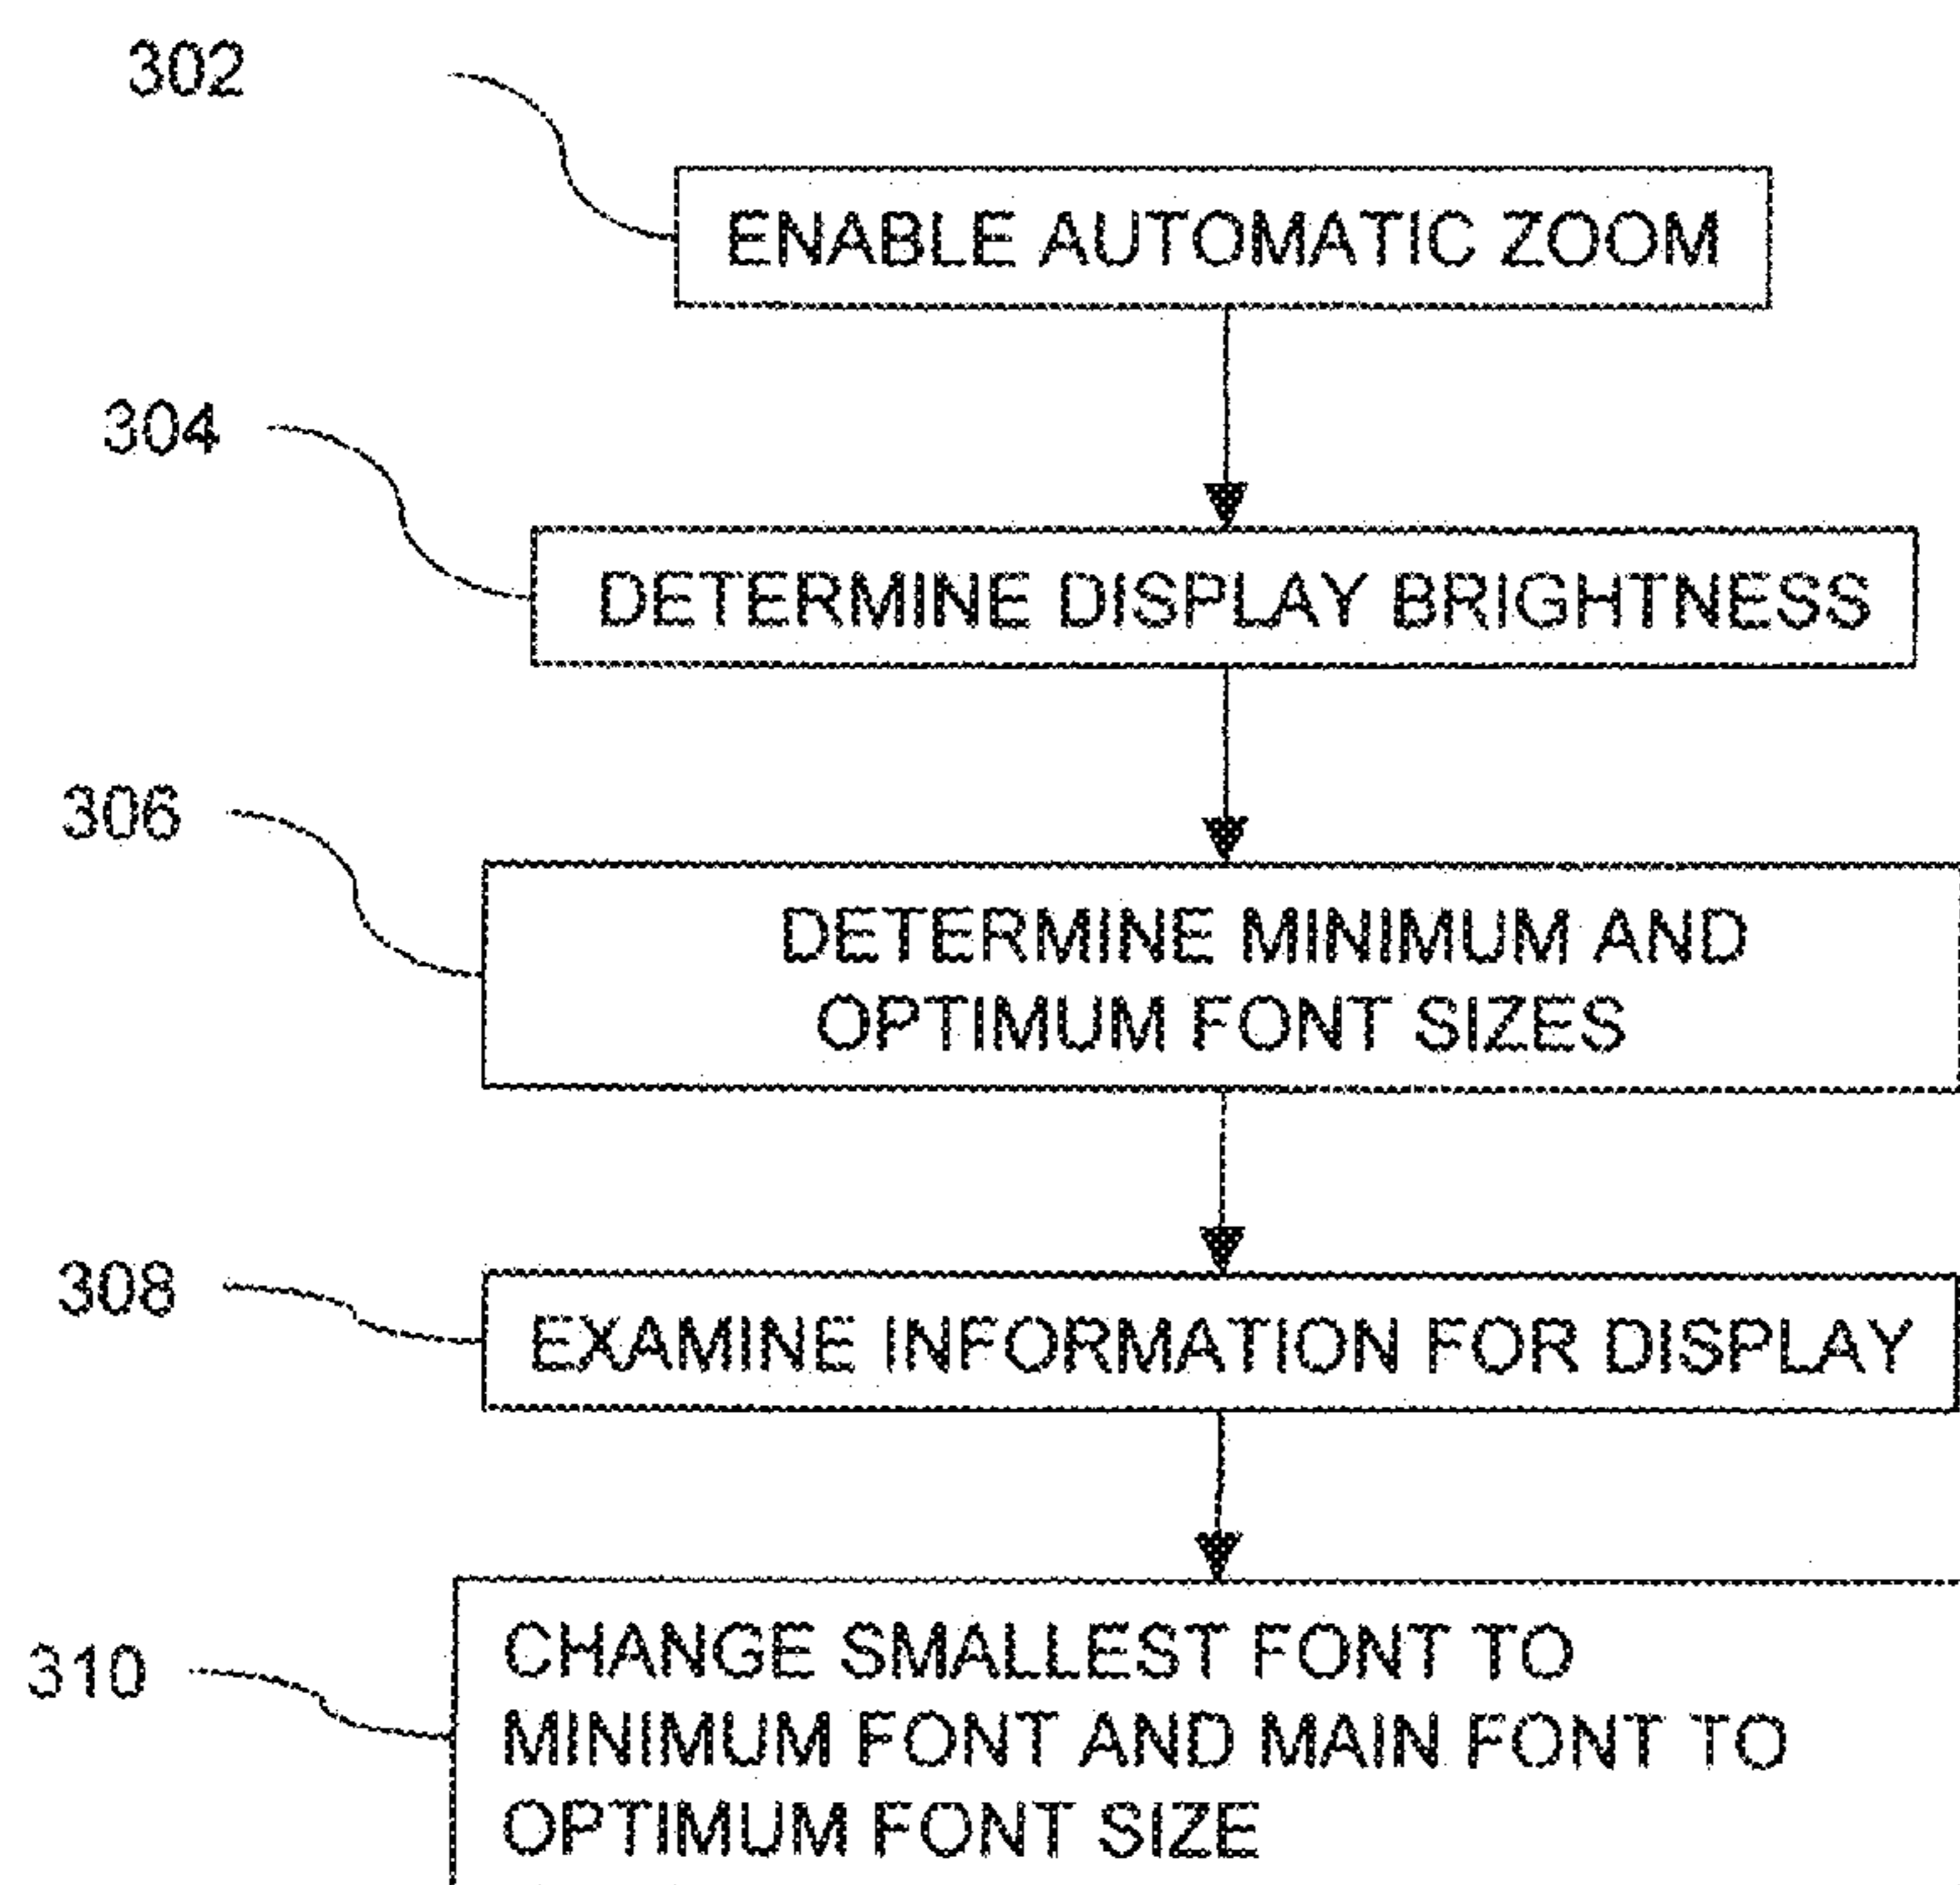 302
ENABLE AUTOMATIC ZOOM
304
DETERMINE DISPLAY BRIGHTNESS
306
DETERMINE MINIMUM AND
OPTIMUM FONT SIZES
308
EXAMINE INFORMATION FOR DISPLAY
310
CHANGE SMALLEST FONT TO
MINIMUM FONT AND MAIN FONT TO
OPTIMUM FONT SIZE